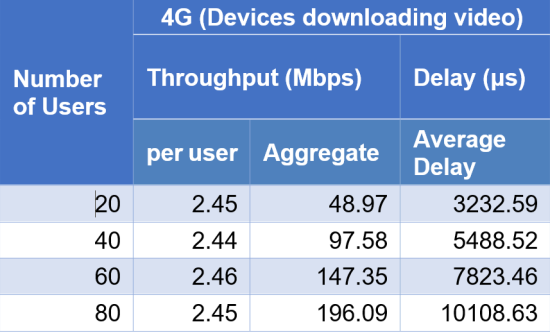 4G (Devices downloading video)
Number of Users
Throughput (Mbps) Delay (µs)
per user Aggregate Average Delay
20 2.45 48.97 3232.59
40 2.44 97.58 5488.52
60 2.46 147.35 7823.46
80 2.45 196.09 10108.63